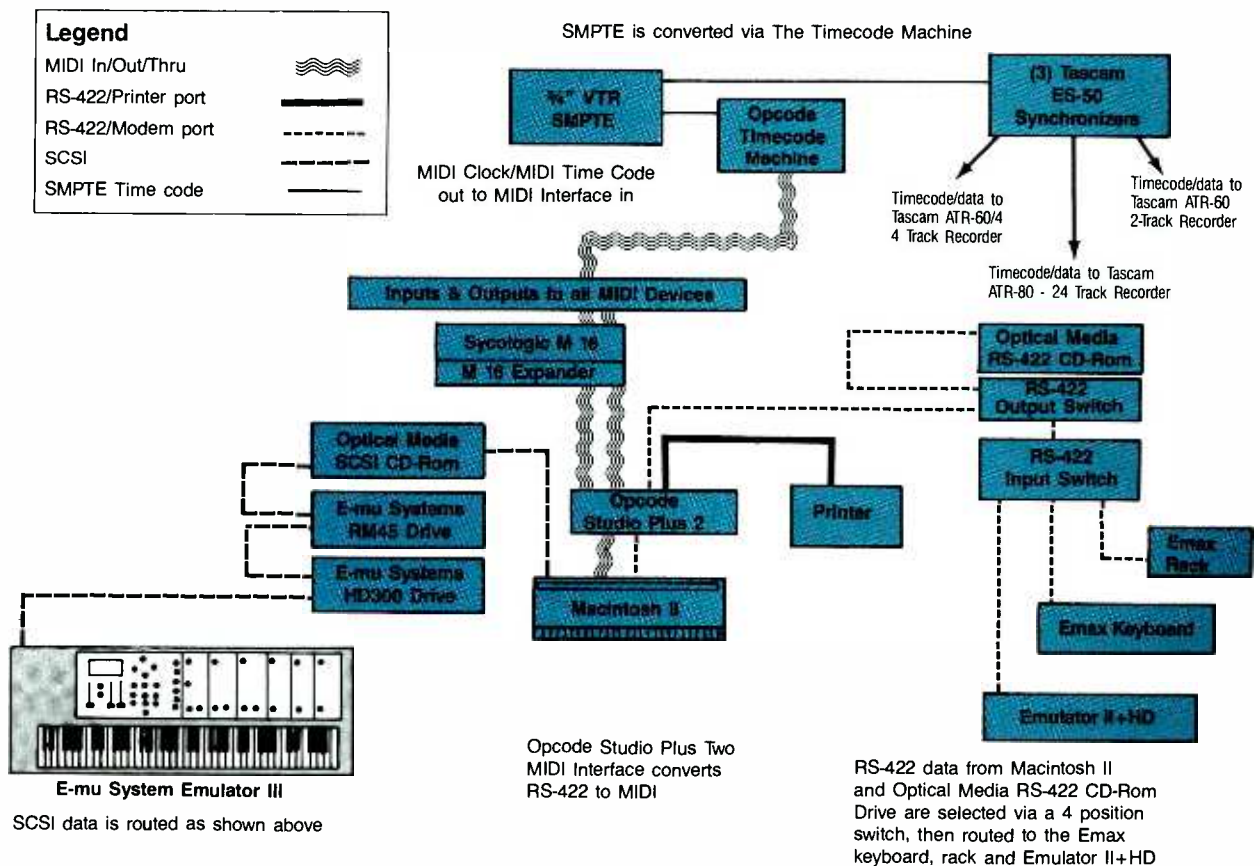 Legend
MIDI In/Out/Thru
RS-422/Printer port
RS-422/Modem port
SCSI
SMPTE Time code
SMPTE is converted via The Timecode Machine
¾" VTR
SMPTE
Opcode
Timecode
Machine
(3) Tascam
ES-50
Synchronizers
MIDI Clock/MIDI Time Code
out to MIDI Interface in
Timecode/data to
Tascam ATR-60/4
4 Track Recorder
Timecode/data to
Tascam ATR-60
2-Track Recorder
Timecode/data to Tascam
ATR-80 - 24 Track Recorder
Inputs & Outputs to all MIDI Devices
Sycologic M 16
M 16 Expander
Optical Media
RS-422 CD-Rom
RS-422
Output Switch
RS-422
Input Switch
Optical Media
SCSI CD-Rom
E-mu Systems
RM45 Drive
E-mu Systems
HD300 Drive
Opcode
Studio Plus 2
Printer
Macintosh II
Emax
Rack
Emax Keyboard
Emulator II+HD
E-mu System Emulator III
SCSI data is routed as shown above
Opcode Studio Plus Two
MIDI Interface converts
RS-422 to MIDI
RS-422 data from Macintosh II
and Optical Media RS-422 CD-Rom
Drive are selected via a 4 position
switch, then routed to the Emax
keyboard, rack and Emulator II+HD